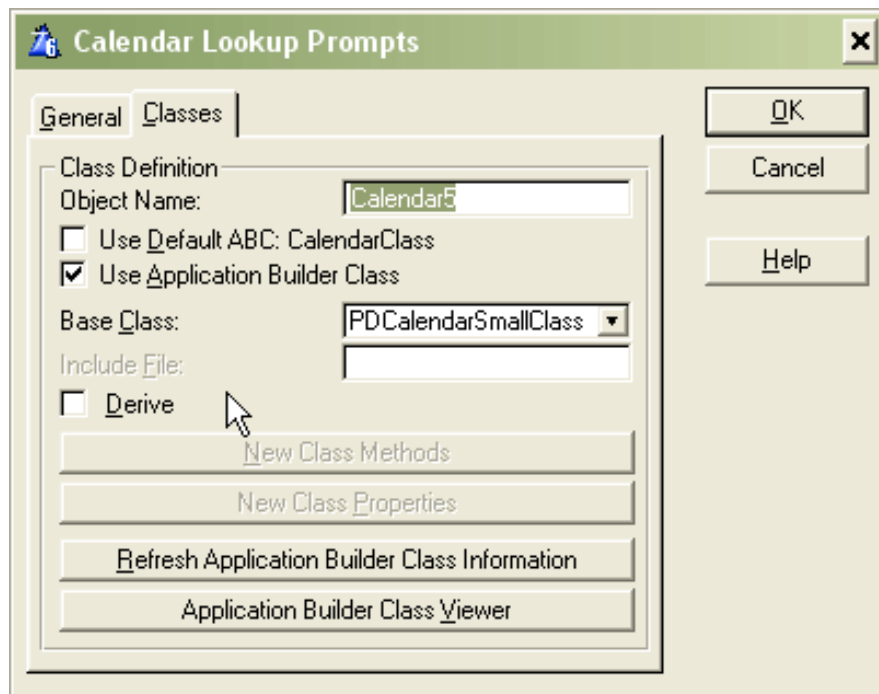 Calendar Lookup Prompts
General Classes
OK
Cancel
Help
Class Definition
Object Name: Calendar5
Use Default ABC: CalendarClass
Use Application Builder Class
Base Class: PDCalendarSmallClass
Include File:
Derive
New Class Methods
New Class Properties
Refresh Application Builder Class Information
Application Builder Class Viewer